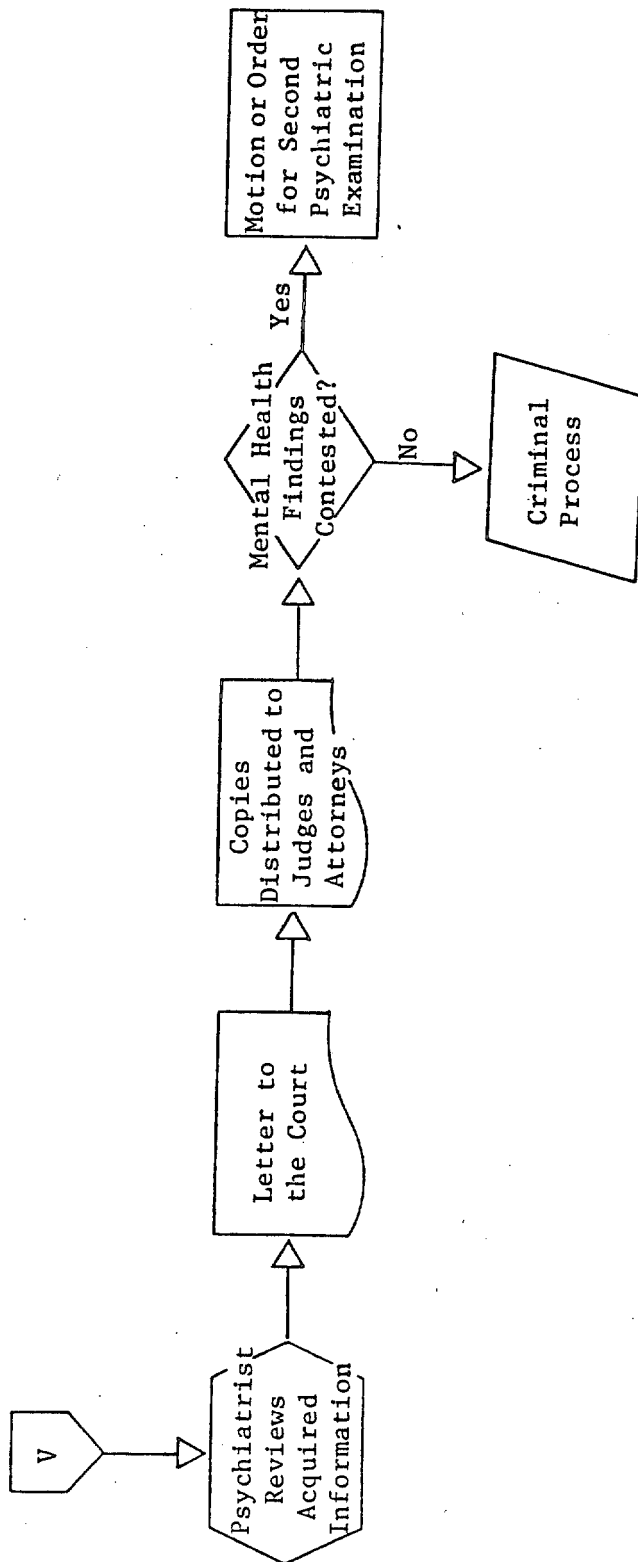 V
Psychiatrist
Reviews
Acquired
Information
Letter to
the Court
Copies
Distributed to
Judges and
Attorneys
Mental Health
Findings
Contested?
Yes
Motion or Order
for Second
Psychiatric
Examination
No
Criminal
Process